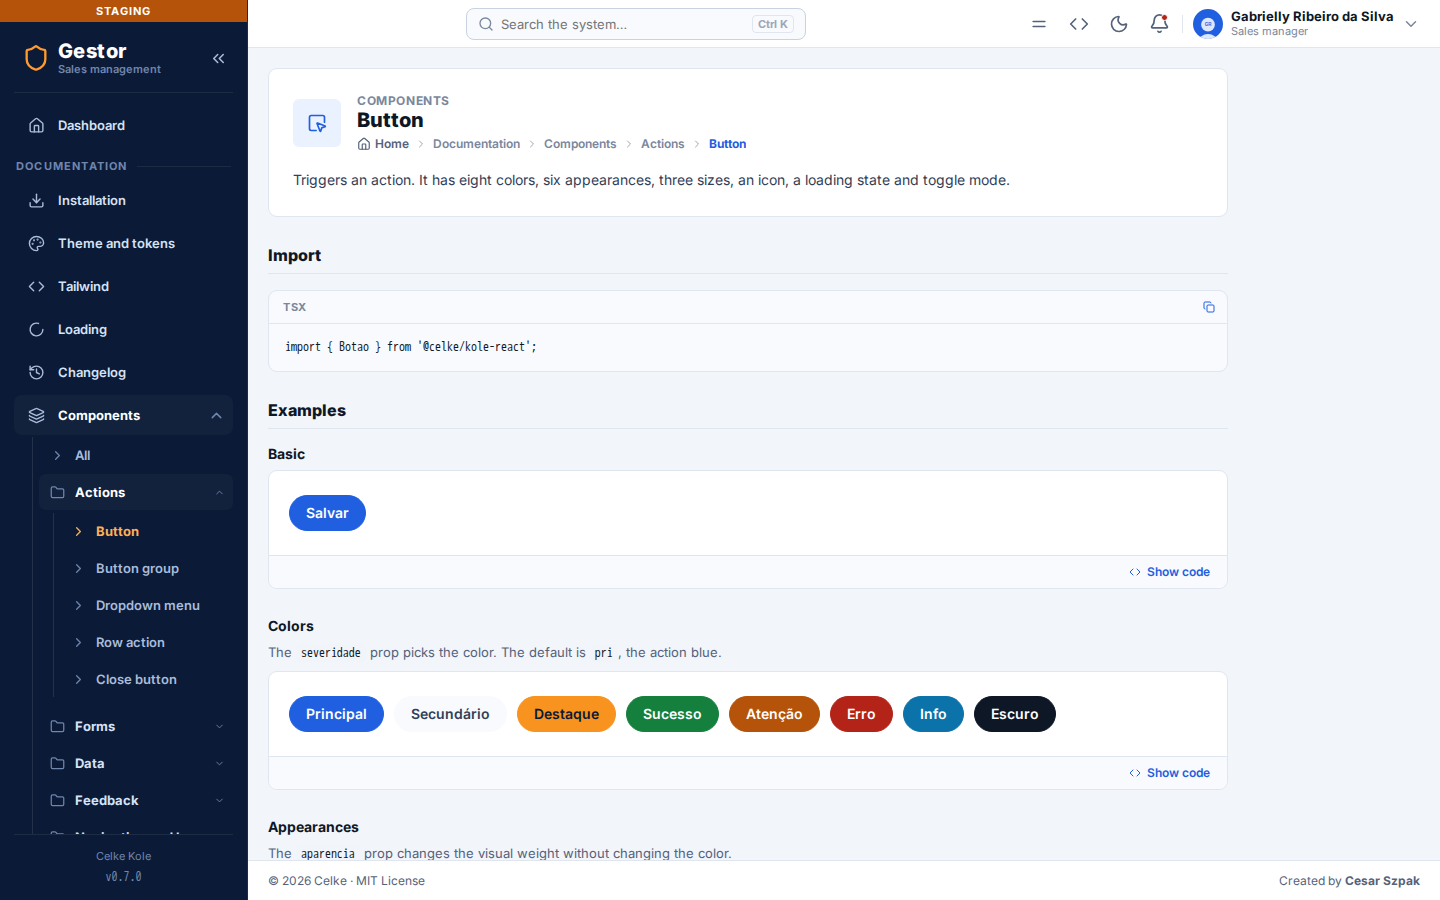 STAGING
Gestor
Sales management
Dashboard
DOCUMENTATION
Installation
Theme and tokens
Tailwind
Loading
Changelog
Components
All
Actions
Button
Button group
Dropdown menu
Row action
Close button
Forms
Data
Feedback
Celke Kole
v0.7.0
Search the system...
Ctrl K
Gabrielly Ribeiro da Silva
Sales manager
COMPONENTS
Button
Home
Documentation
Components
Actions
Button
Triggers an action. It has eight colors, six appearances, three sizes, an icon, a loading state and toggle mode.
Import
TSX
import { Botao } from '@celke/kole-react';
Examples
Basic
Salvar
Show code
Colors
The severidade prop picks the color. The default is pri , the action blue.
Principal
Secundário
Destaque
Sucesso
Atenção
Erro
Info
Escuro
Show code
Appearances
The aparencia prop changes the visual weight without changing the color.
© 2026 Celke · MIT License
Created by Cesar Szpak